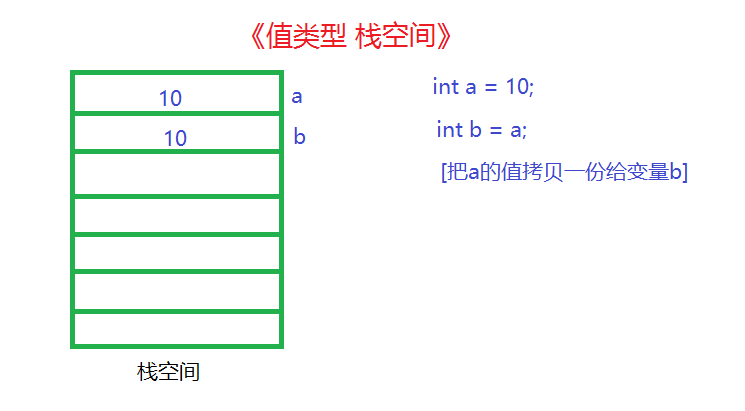 《值类型 栈空间》
10 a
10 b
int a = 10;
int b = a;
[把a的值拷贝一份给变量b]
栈空间